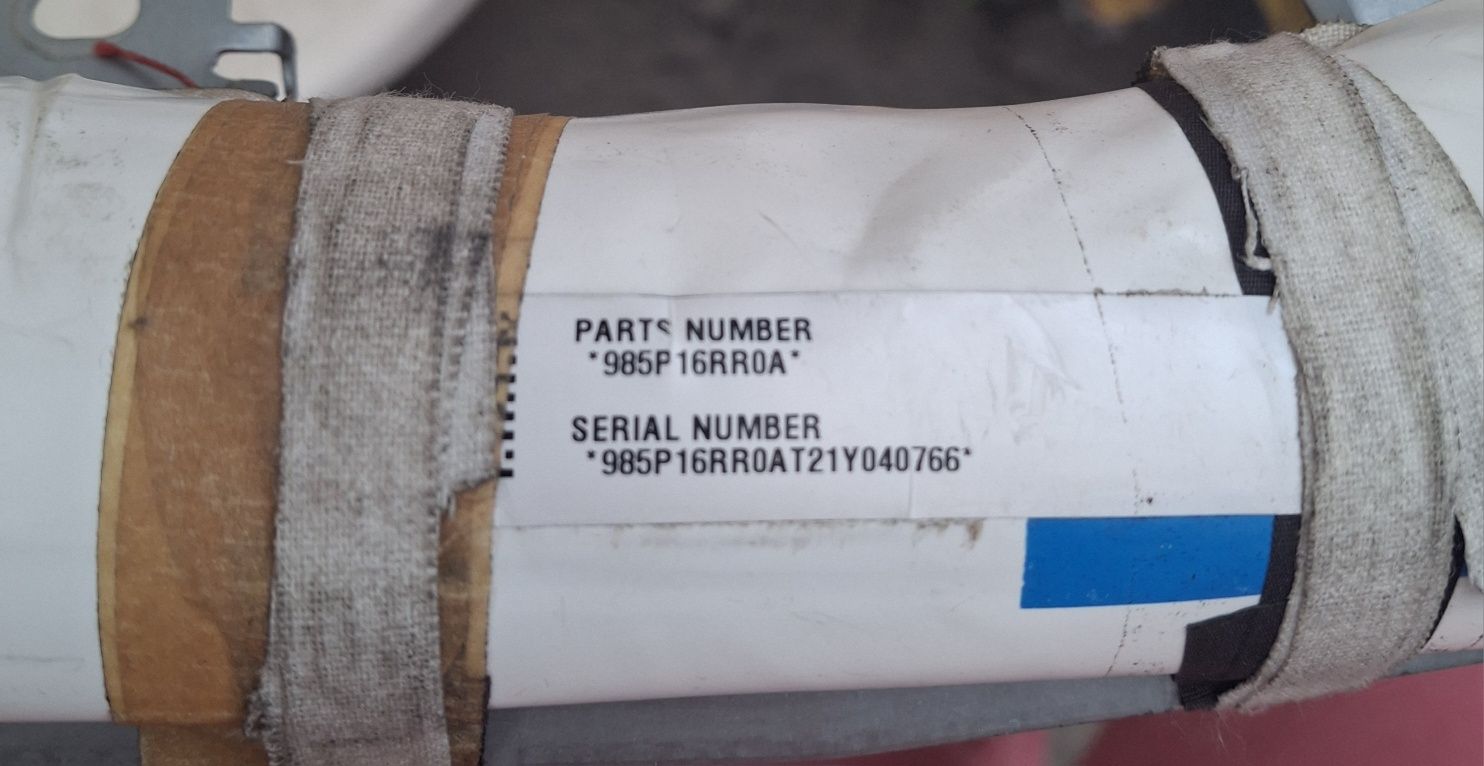 PARTS NUMBER
*985P16RR0A*
SERIAL NUMBER
*985P16RR0AT21Y040766*